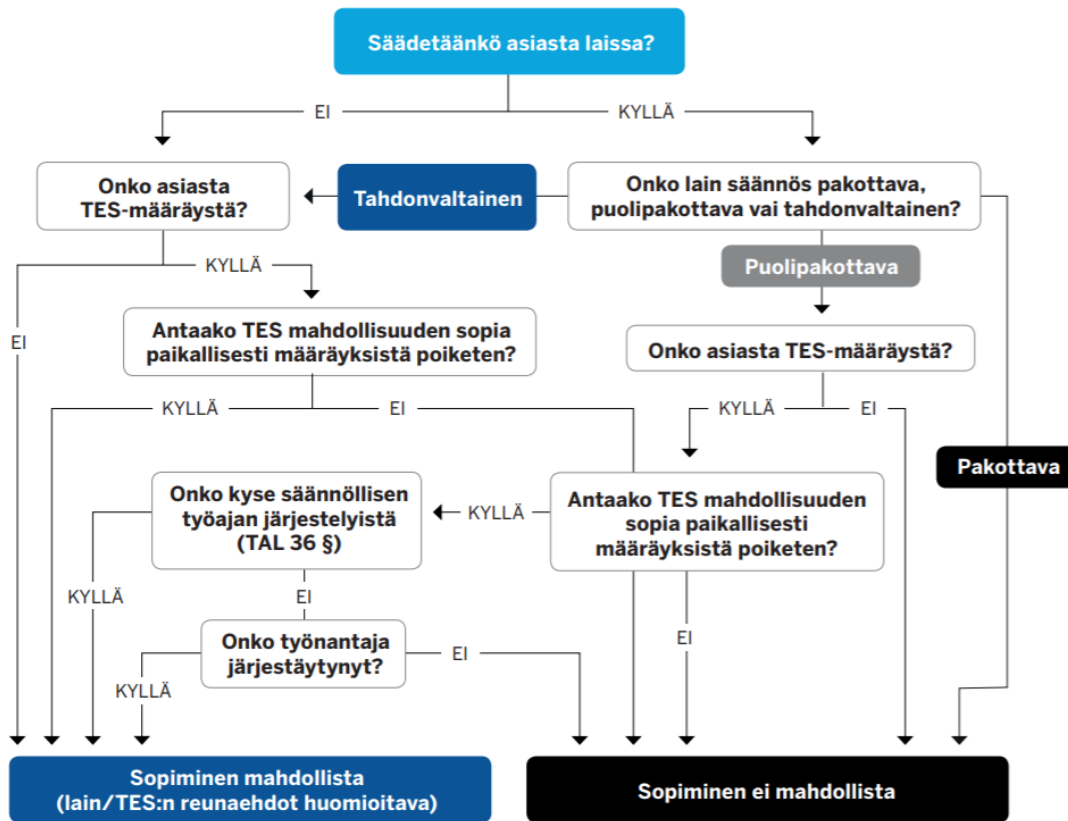 Säädetäänkö asiasta laissa?
EI
KYLLÄ
Onko asiasta
TES-määräystä?
Tahdonvaltainen
Onko lain säännös pakottava,
puolipakottava vai tahdonvaltainen?
KYLLÄ
Puolipakottava
EI
Antaako TES mahdollisuuden sopia
paikallisesti määräyksistä poiketen?
Onko asiasta TES-määräystä?
KYLLÄ
EI
KYLLÄ
EI
Pakottava
Onko kyse säännöllisen
työajan järjestelyistä
(TAL 36 §)
KYLLÄ
Antaako TES mahdollisuuden
sopia paikallisesti
määräyksistä poiketen?
KYLLÄ
EI
Onko työnantaja
järjestäytynyt?
EI
EI
KYLLÄ
Sopiminen mahdollista
(lain/TES:n reunaehdot huomioitava)
Sopiminen ei mahdollista